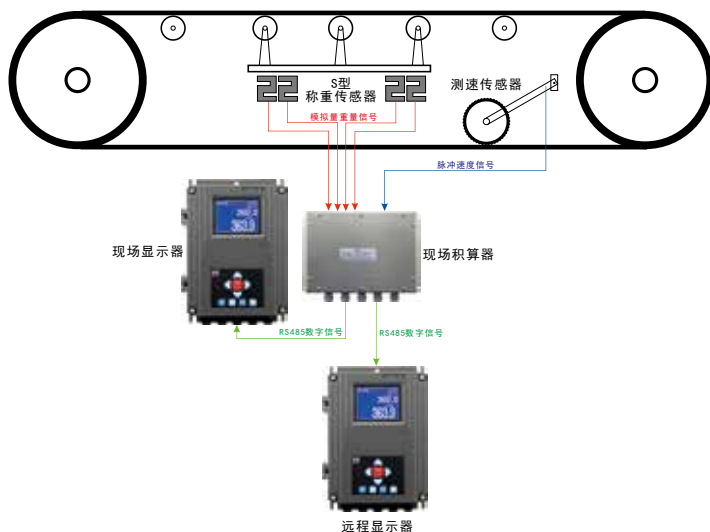 S型
称重传感器
测速传感器
模拟量重量信号
脉冲速度信号
现场显示器
现场积算器
RS485数字信号
RS485数字信号
远程显示器